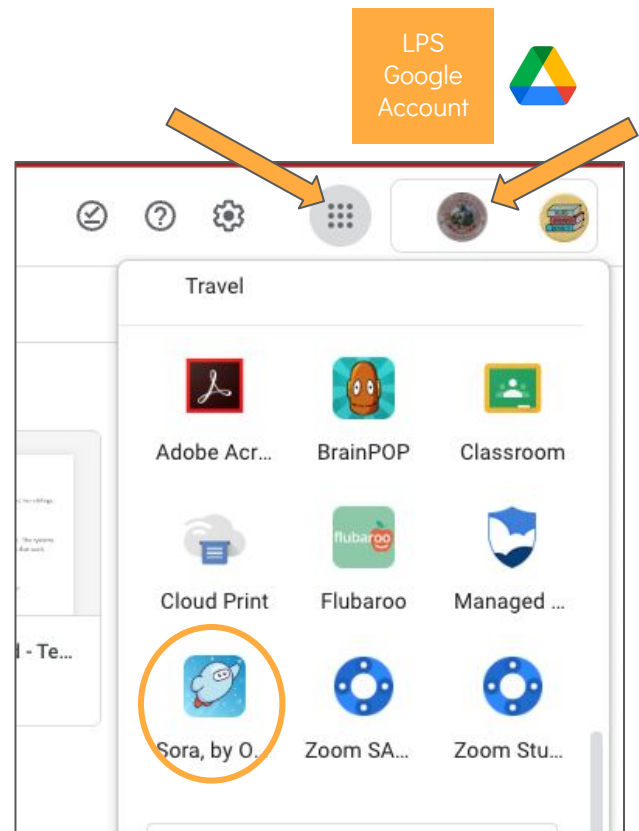 LPS
Google
Account
Travel
Adobe Acr...
BrainPOP
Classroom
flubaroo
Cloud Print
Flubaroo
Managed ...
d - Te...
Sora, by O...
Zoom SA...
Zoom Stu...